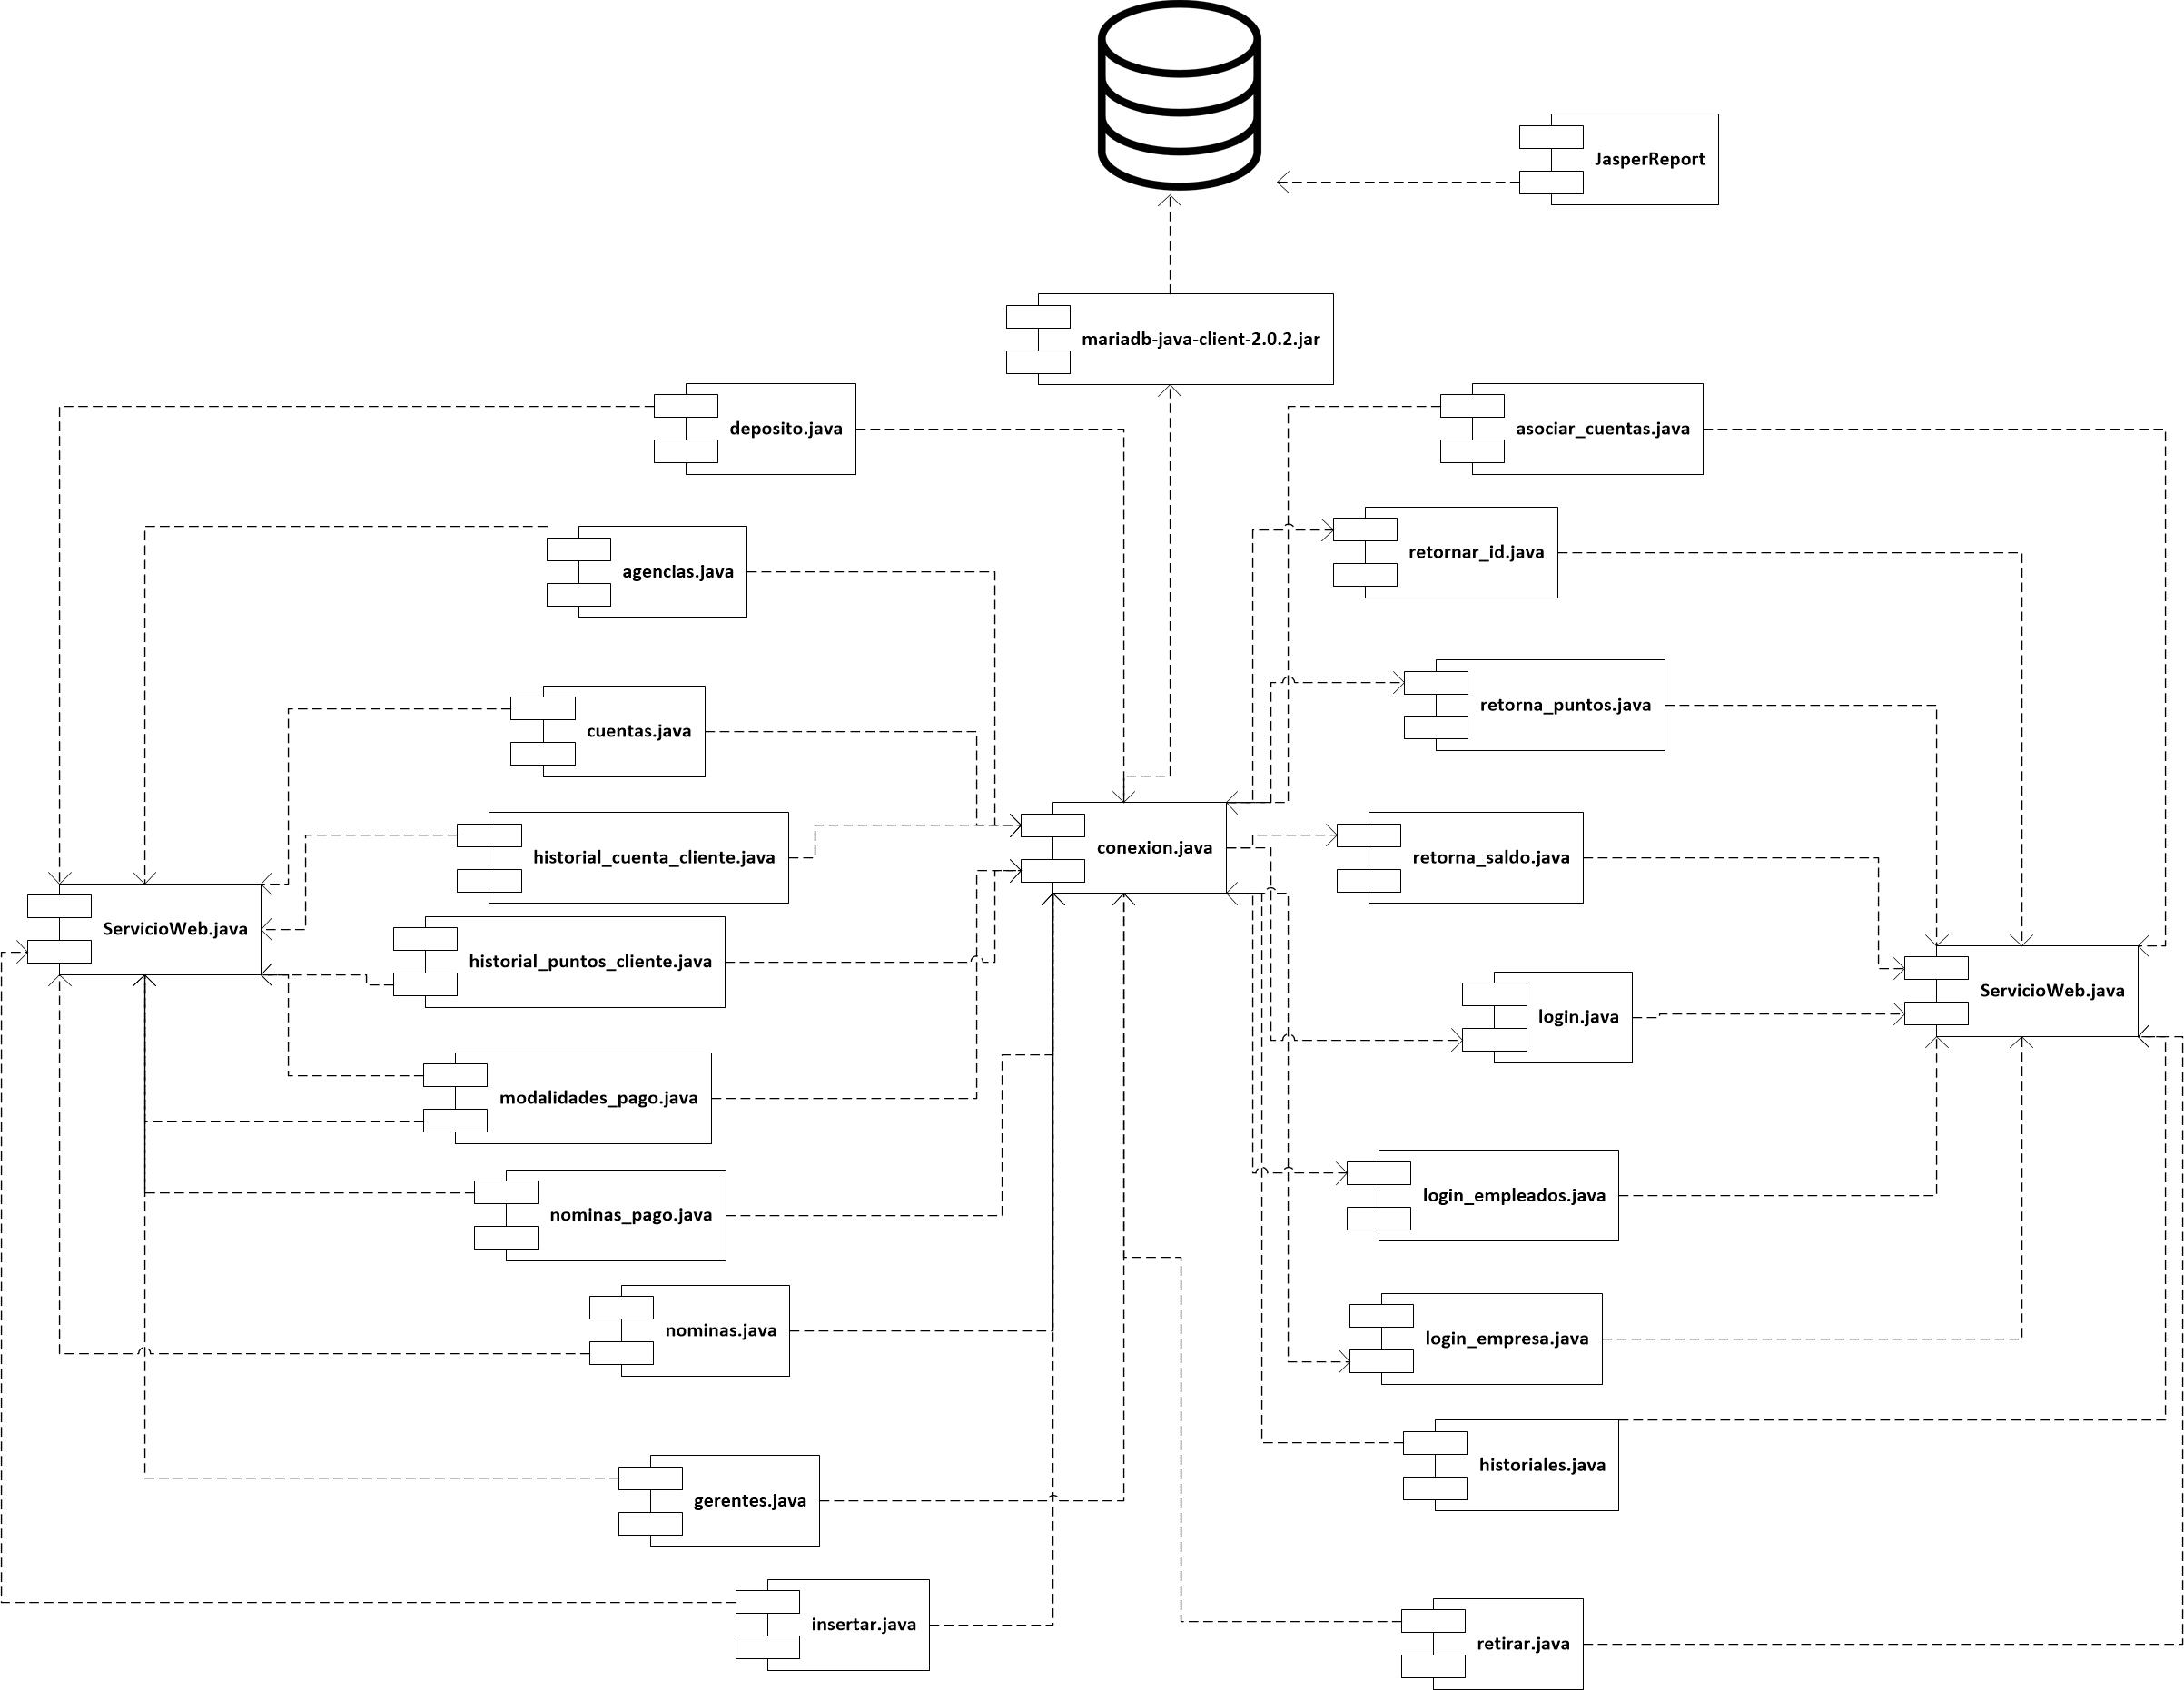 JasperReport
mariadb-java-client-2.0.2.jar
deposito.java
asociar_cuentas.java
retornar_id.java
agencias.java
retorna_puntos.java
cuentas.java
conexion.java
historial_cuenta_cliente.java
retorna_saldo.java
ServicioWeb.java
historial_puntos_cliente.java
ServicioWeb.java
login.java
modalidades_pago.java
login_empleados.java
nominas_pago.java
nominas.java
login_empresa.java
historiales.java
gerentes.java
insertar.java
retirar.java